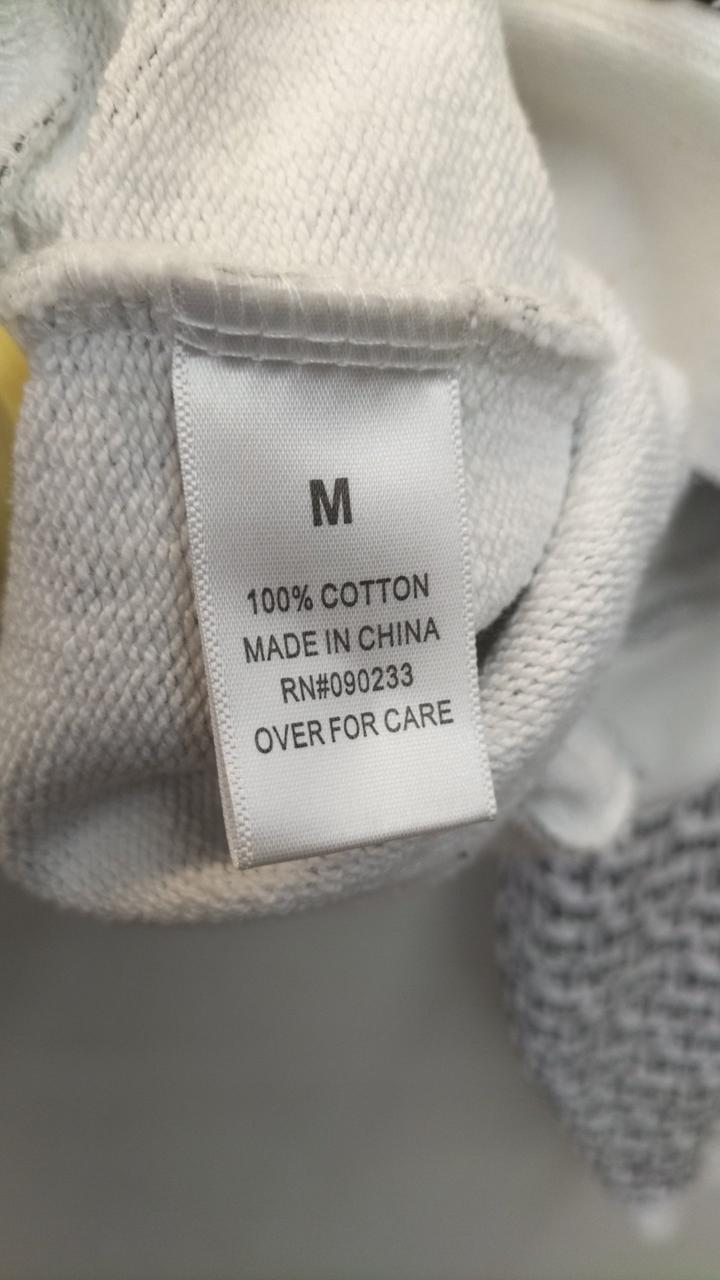 M
100% COTTON
MADE IN CHINA
RN#090233
OVER FOR CARE